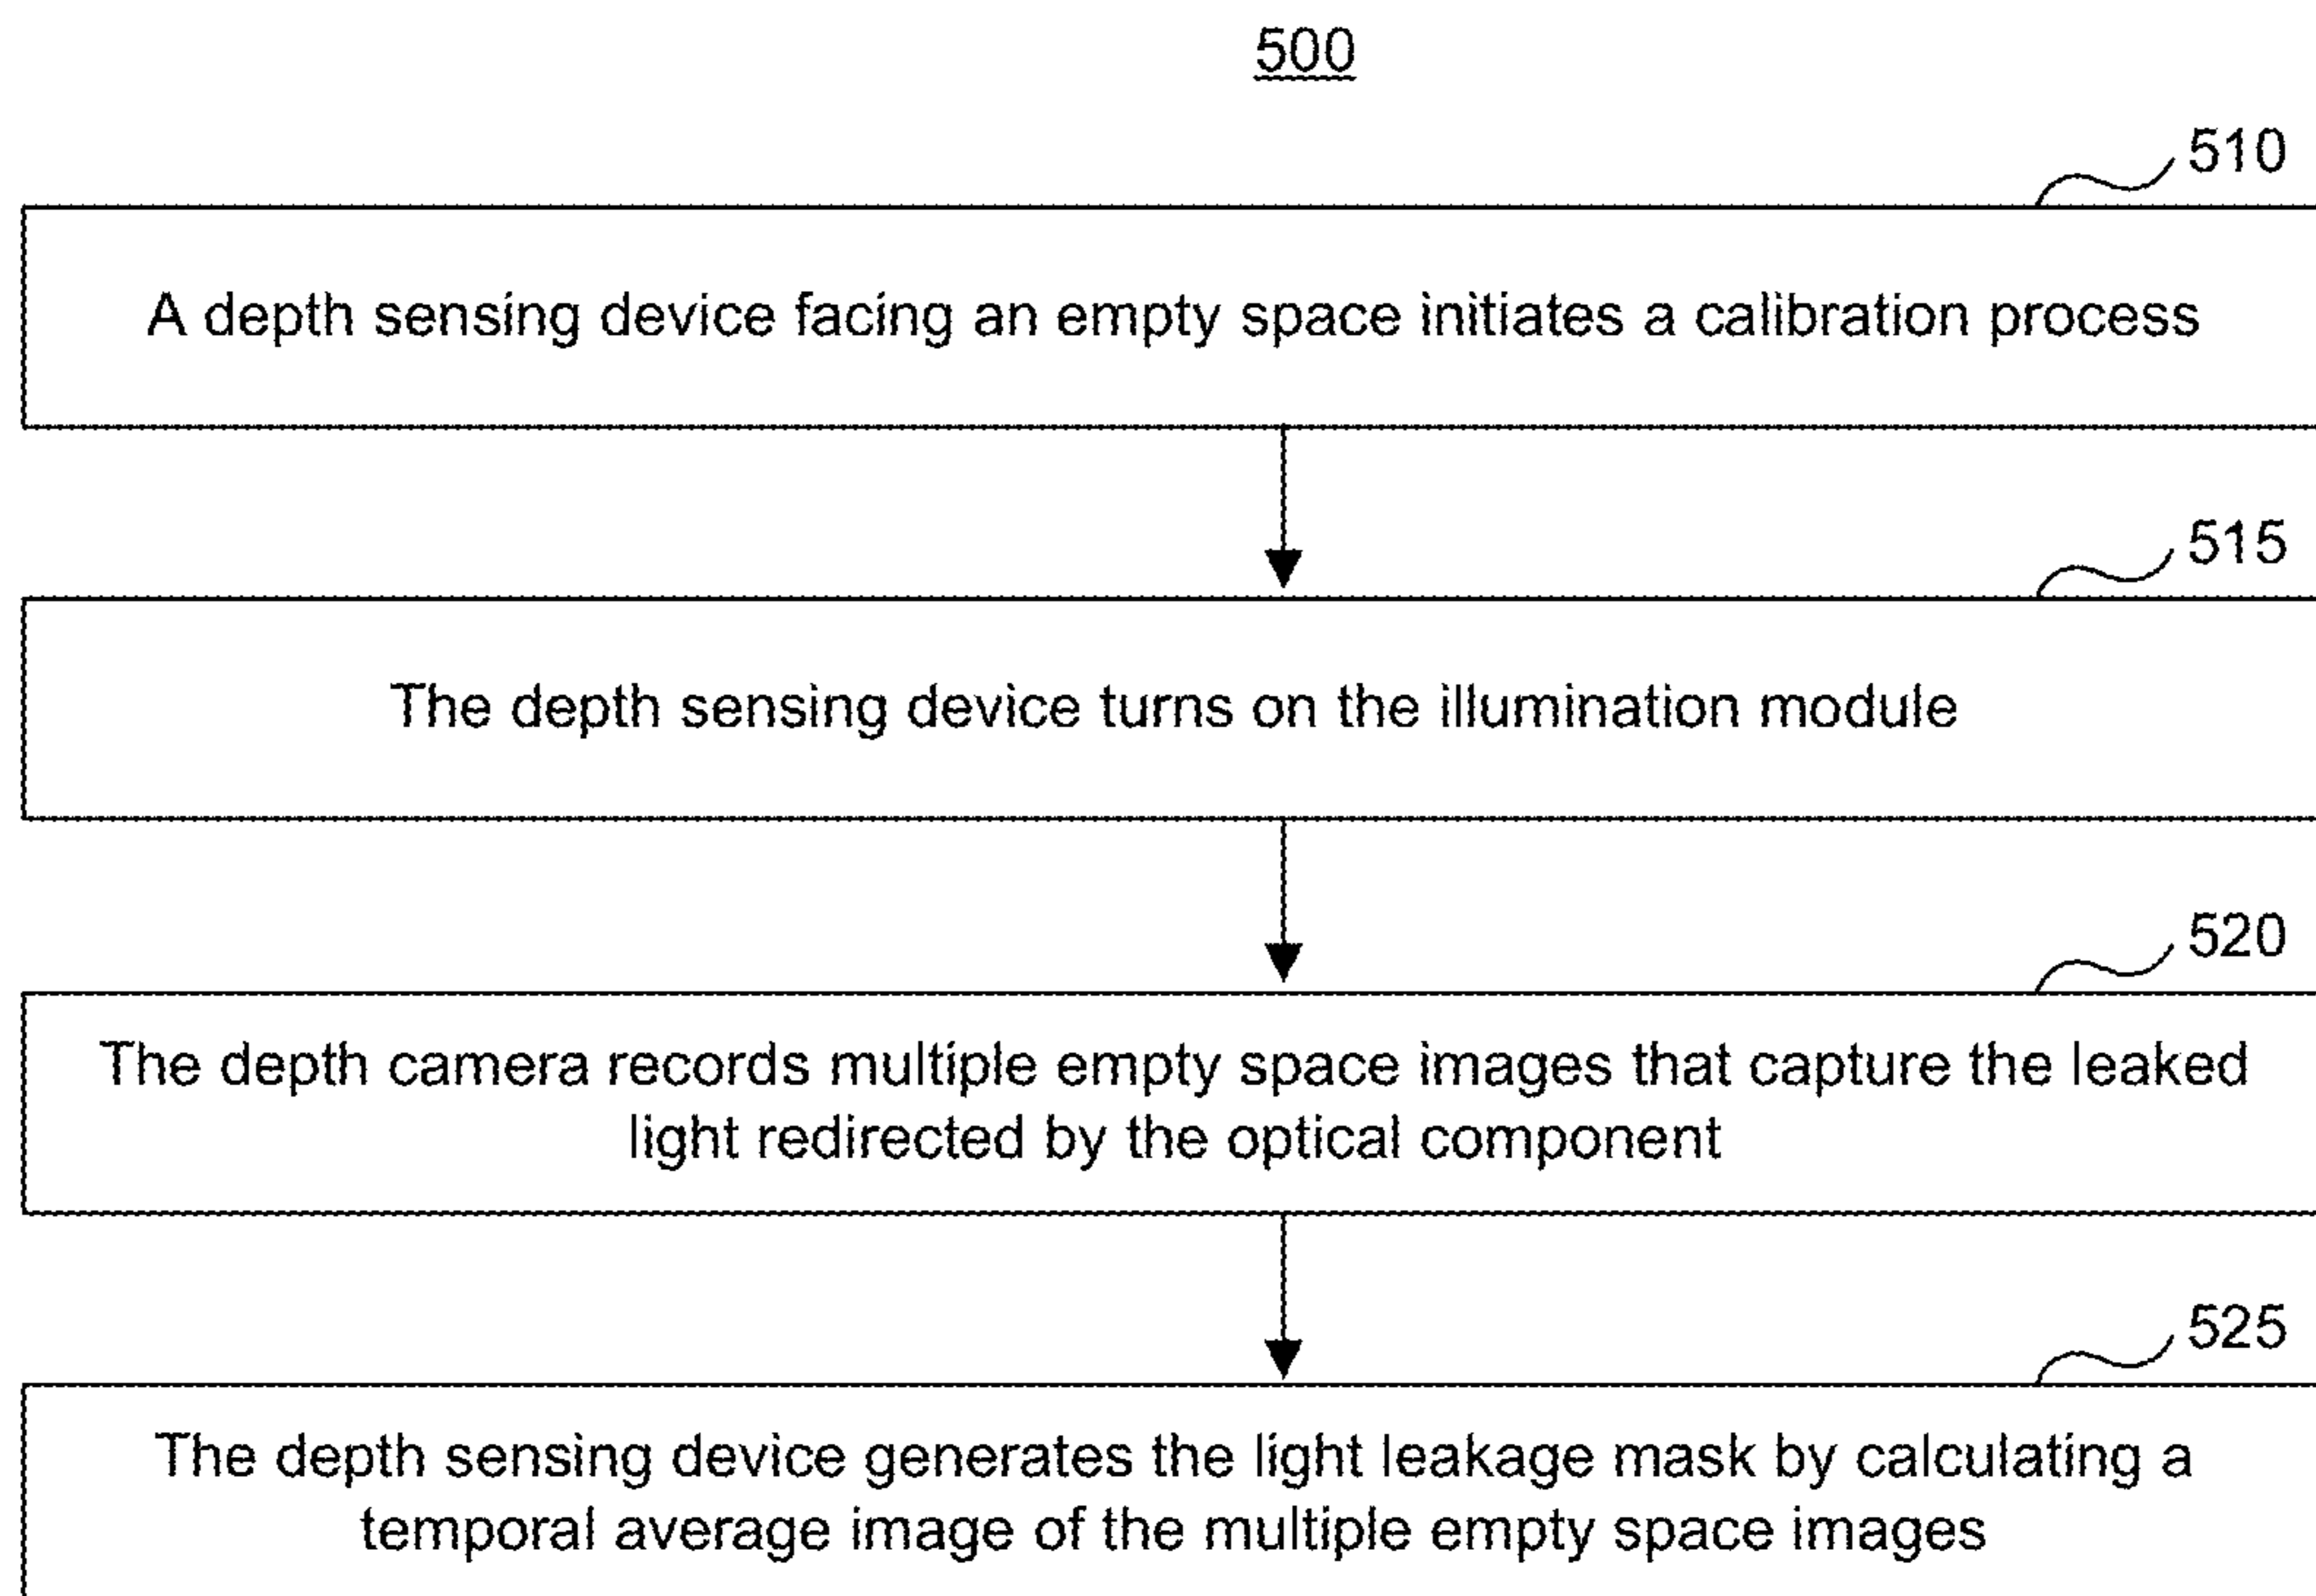 500
510
A depth sensing device facing an empty space initiates a calibration process
515
The depth sensing device turns on the illumination module
520
The depth camera records multiple empty space images that capture the leaked
light redirected by the optical component
525
The depth sensing device generates the light leakage mask by calculating a
temporal average image of the multiple empty space images